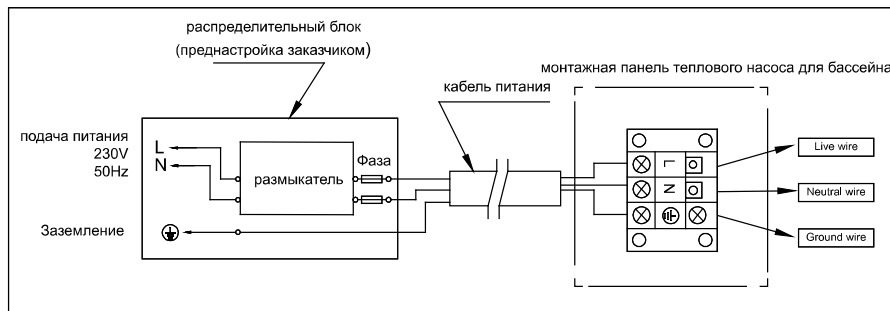 распределительный блок
(преднастройка заказчиком)
кабель питания
монтажная панель теплового насоса для бассейна
подача питания
230V
50Hz
L
N
размыкатель
Фаза
Заземление
L
N
Live wire
Neutral wire
Ground wire